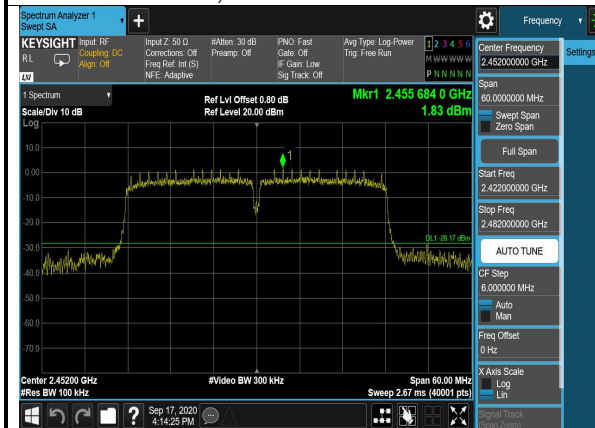 Spectrum Analyzer 1
Swept SA
+
Frequency
KEYSIGHT
RL
LXI
Input: RF
Coupling: DC
Align: Off
Input Z: 50 Ω
Corrections: Off
Freq Ref: Int (S)
NFE: Adaptive
#Atten: 30 dB
Preamp: Off
PNO: Fast
Gate: Off
IF Gain: Low
Sig Track: Off
Avg Type: Log-Power
Trig: Free Run
1 2 3 4 5 6
M W W W W W
P N N N N N
1 Spectrum
Scale/Div 10 dB
Log
Ref Lvl Offset 0.80 dB
Ref Level 20.00 dBm
Mkr1 2.455 684 0 GHz
1.83 dBm
10.0
0.00
-10.0
-20.0
-30.0
-40.0
-50.0
-60.0
-70.0
1
DL1 -28.17 dBm
Center 2.45200 GHz
#Res BW 100 kHz
#Video BW 300 kHz
Span 60.00 MHz
Sweep 2.67 ms (40001 pts)
Center Frequency
2.452000000 GHz
Settings
Span
60.0000000 MHz
Swept Span
Zero Span
Full Span
Start Freq
2.422000000 GHz
Stop Freq
2.482000000 GHz
AUTO TUNE
CF Step
6.000000 MHz
Auto
Man
Freq Offset
0 Hz
X Axis Scale
Log
Lin
Signal Track
(Span Zoom)
?
Sep 17, 2020
4:14:25 PM